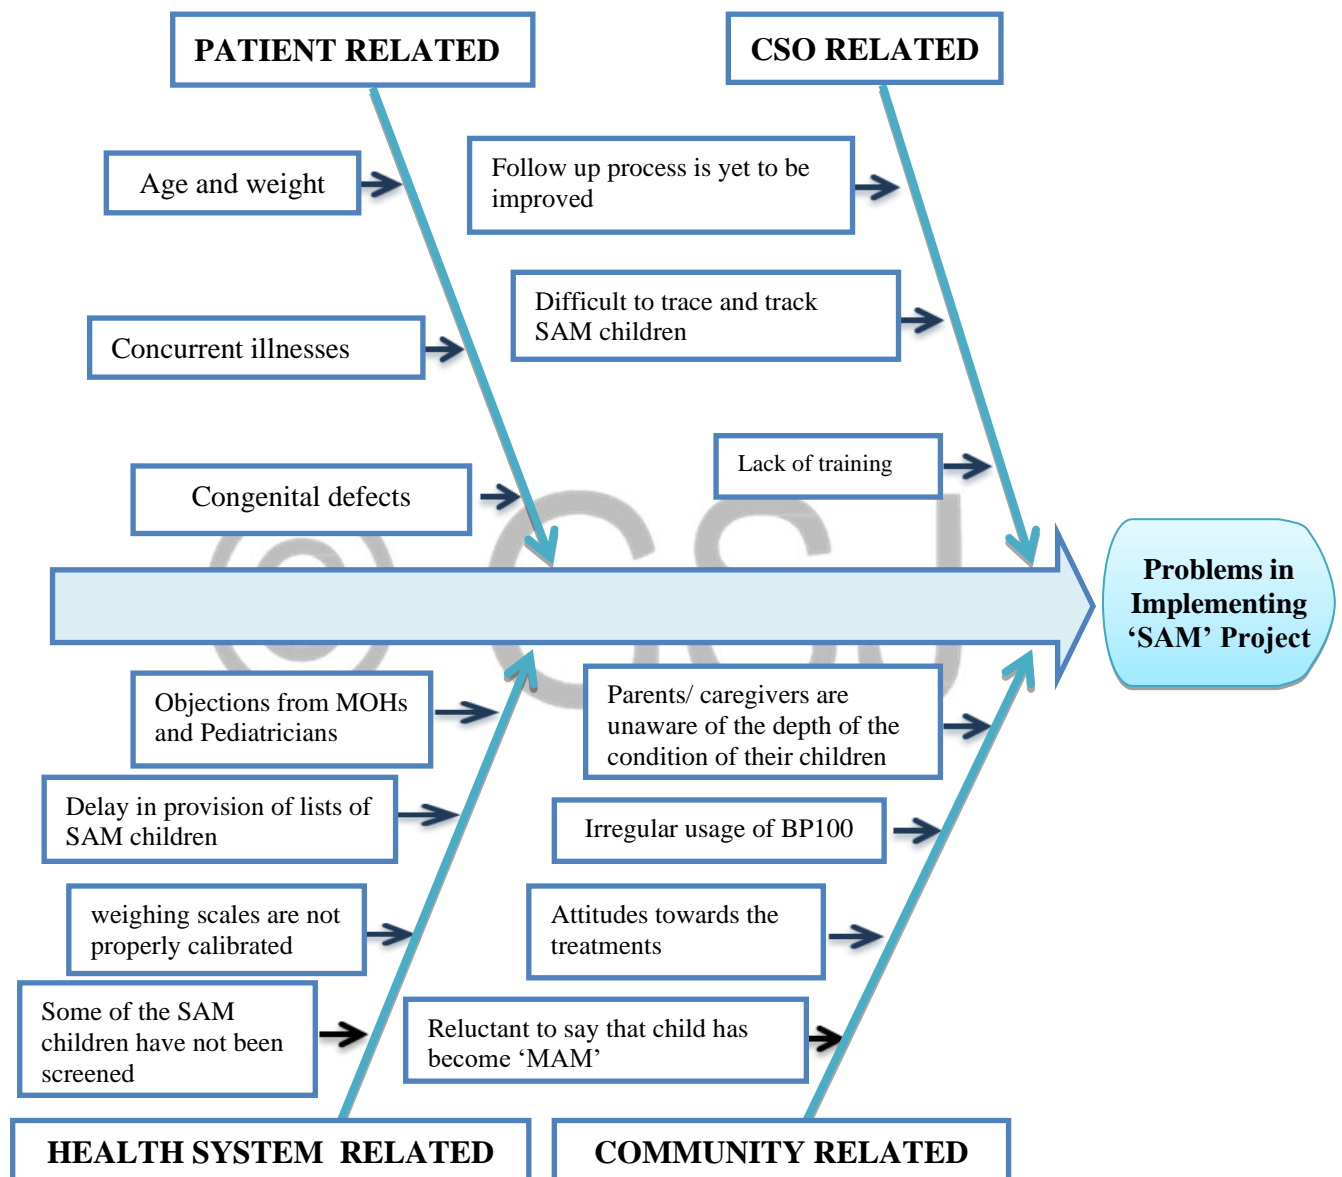 PATIENT RELATED
CSO RELATED
Age and weight
Follow up process is yet to be
improved
Concurrent illnesses
Difficult to trace and track
SAM children
Congenital defects
Lack of training
© GSJ
Problems in
Implementing
‘SAM’ Project
Objections from MOHs
and Pediatricians
Parents/ caregivers are
unaware of the depth of the
condition of their children
Delay in provision of lists of
SAM children
Irregular usage of BP100
weighing scales are not
properly calibrated
Attitudes towards the
treatments
Some of the SAM
children have not been
screened
Reluctant to say that child has
become ‘MAM’
HEALTH SYSTEM RELATED
COMMUNITY RELATED